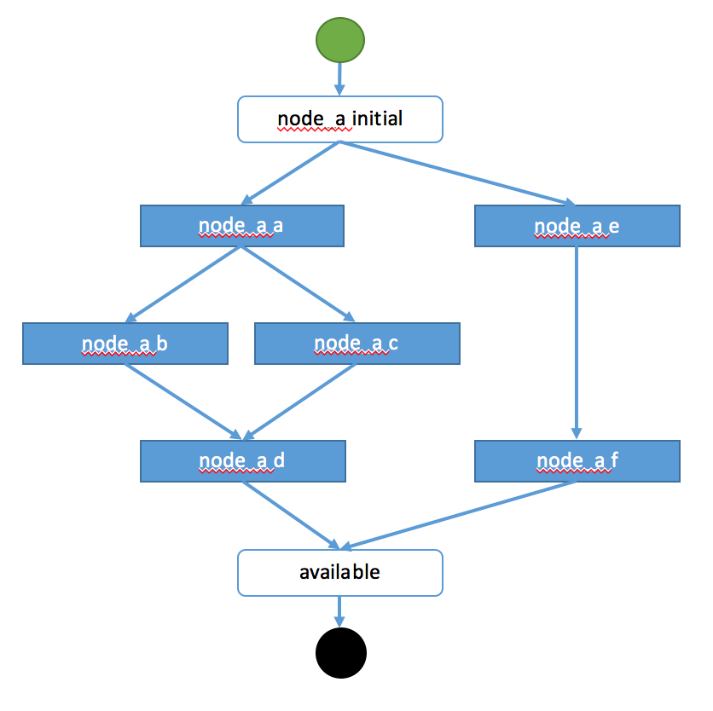 node_a initial
node_a a
node_a e
node_a b
node_a c
node_a d
node_a f
available